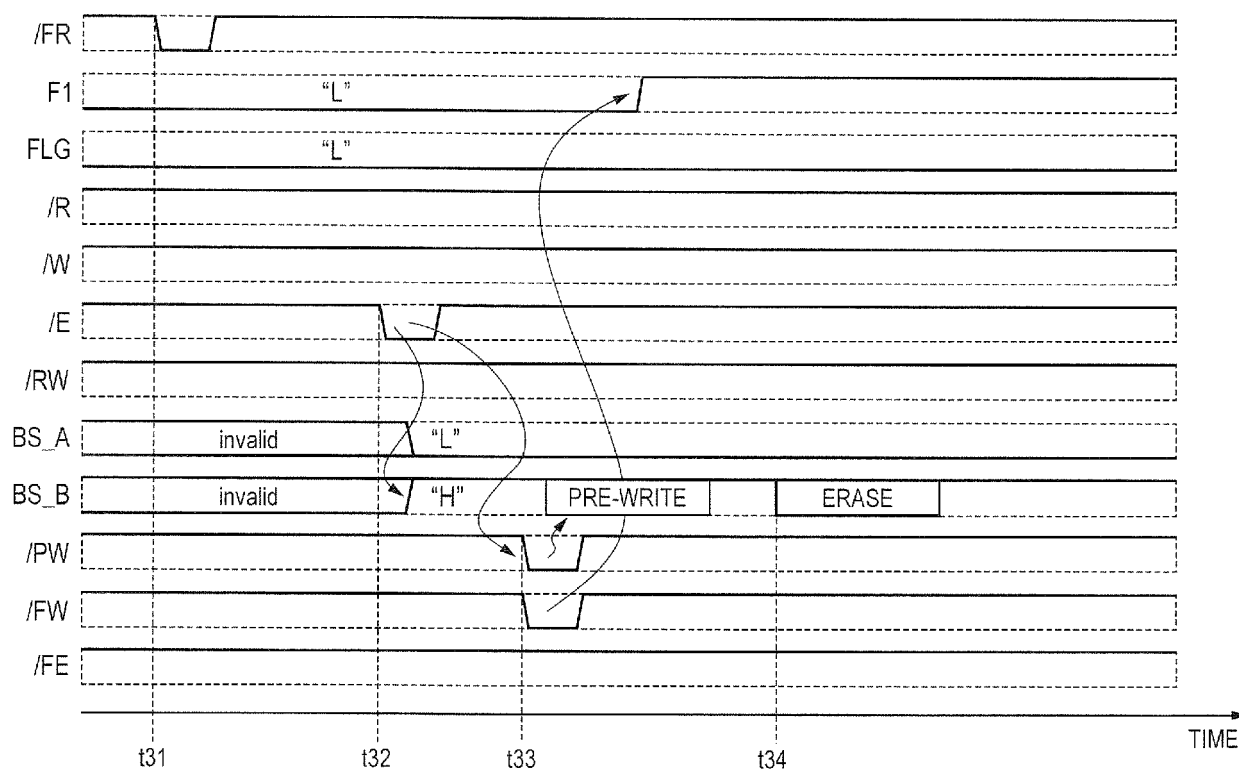 /FR
F1 "L"
FLG "L"
/R
/W
/E
/RW
BS_A invalid "L"
BS_B invalid "H" PRE-WRITE ERASE
/PW
/FW
/FE
TIME
t31 t32 t33 t34